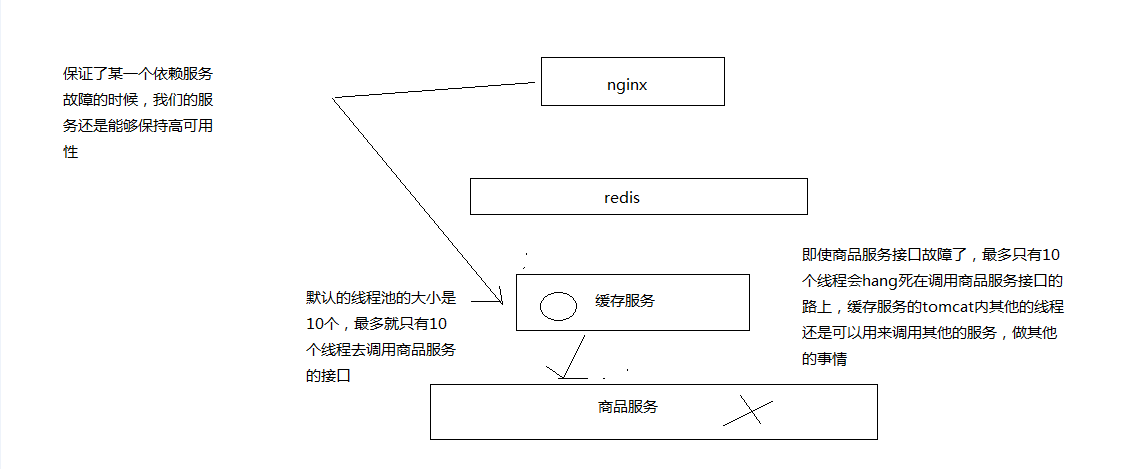 保证了某一个依赖服务
故障的时候，我们的服
务还是能够保持高可用
性
nginx
redis
默认的线程池的大小是
10个，最多就只有10
个线程去调用商品服务
的接口
缓存服务
即使商品服务接口故障了，最多只有10
个线程会hang死在调用商品服务接口的
路上，缓存服务的tomcat内其他的线程
还是可以用来调用其他的服务，做其他
的事情
商品服务